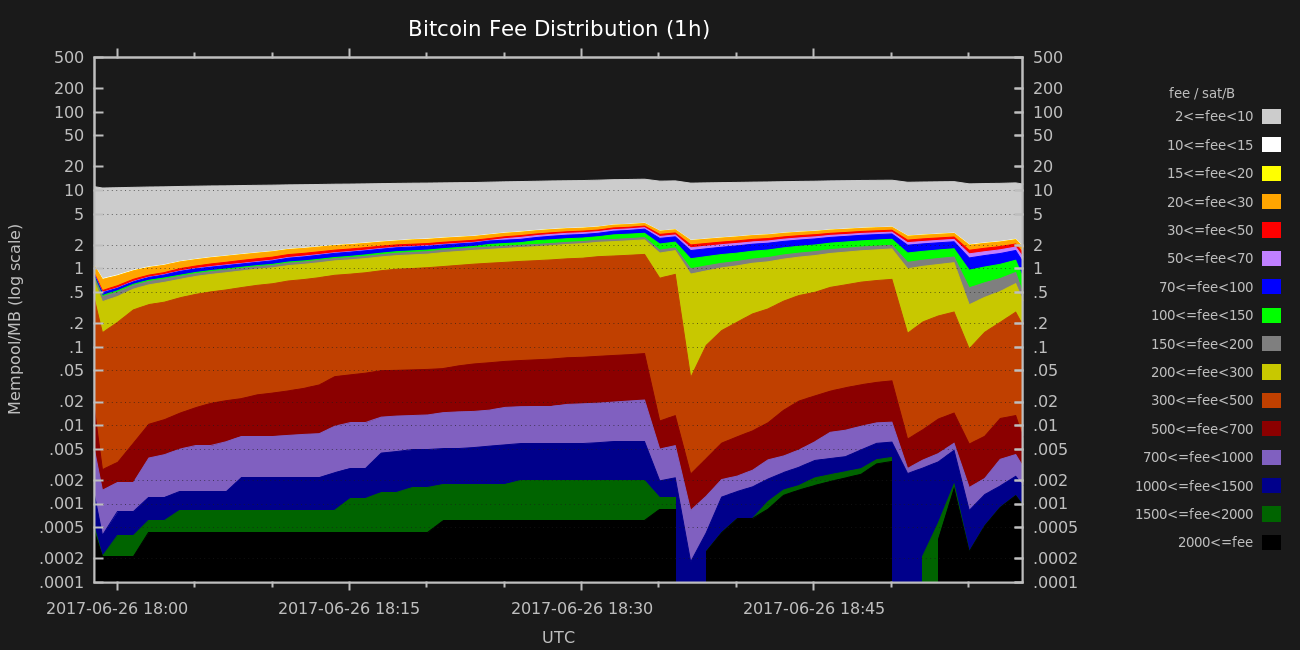 Bitcoin Fee Distribution (1h)
500
200
100
50
20
10
5
2
1
.5
.2
.1
.05
.02
.01
.005
.002
.001
.0005
.0002
.0001
Mempool/MB (log scale)
500
200
100
50
20
10
5
2
1
.5
.2
.1
.05
.02
.01
.005
.002
.001
.0005
.0002
.0001
2017-06-26 18:00
2017-06-26 18:15
2017-06-26 18:30
2017-06-26 18:45
UTC
fee / sat/B
2<=fee<10
10<=fee<15
15<=fee<20
20<=fee<30
30<=fee<50
50<=fee<70
70<=fee<100
100<=fee<150
150<=fee<200
200<=fee<300
300<=fee<500
500<=fee<700
700<=fee<1000
1000<=fee<1500
1500<=fee<2000
2000<=fee